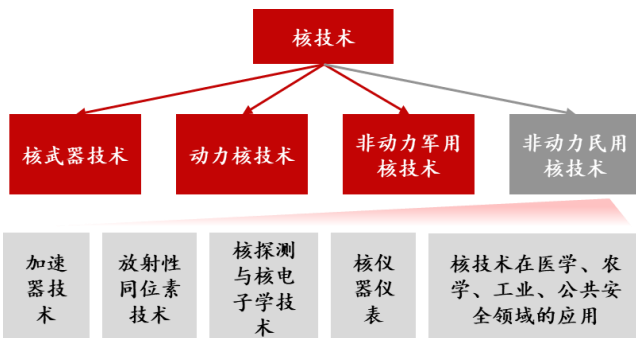 核技术
核武器技术
动力核技术
非动力军用
核技术
非动力民用
核技术
加速
器技
术
放射性
同位素
技术
核探测
与核电
子学技
术
核仪
器仪
表
核技术在医学、农
学、工业、公共安
全领域的应用